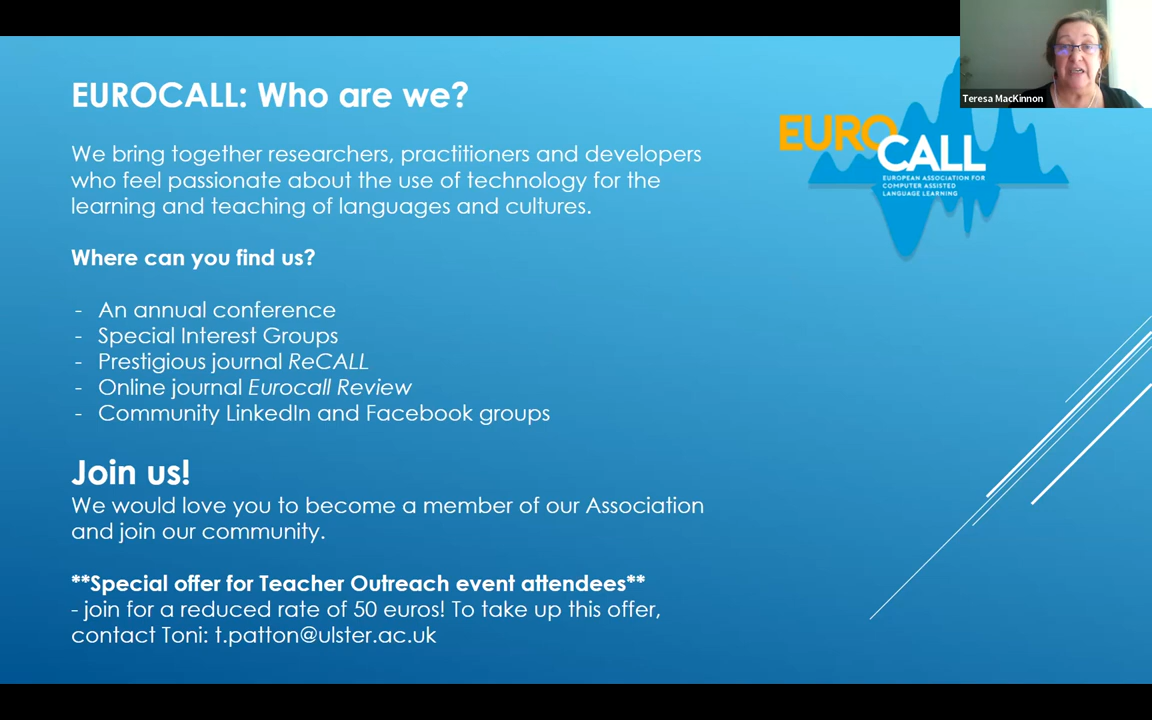 EUROCALL: Who are we?
We bring together researchers, practitioners and developers
who feel passionate about the use of technology for the
learning and teaching of languages and cultures.
Where can you find us?
- An annual conference
- Special Interest Groups
- Prestigious journal ReCALL
- Online journal Eurocall Review
- Community LinkedIn and Facebook groups
Join us!
We would love you to become a member of our Association
and join our community.
**Special offer for Teacher Outreach event attendees**
- join for a reduced rate of 50 euros! To take up this offer,
contact Toni: t.patton@ulster.ac.uk
Teresa MacKinnon
EURO
CALL
EUROPEAN ASSOCIATION FOR
COMPUTER ASSISTED
LANGUAGE LEARNING